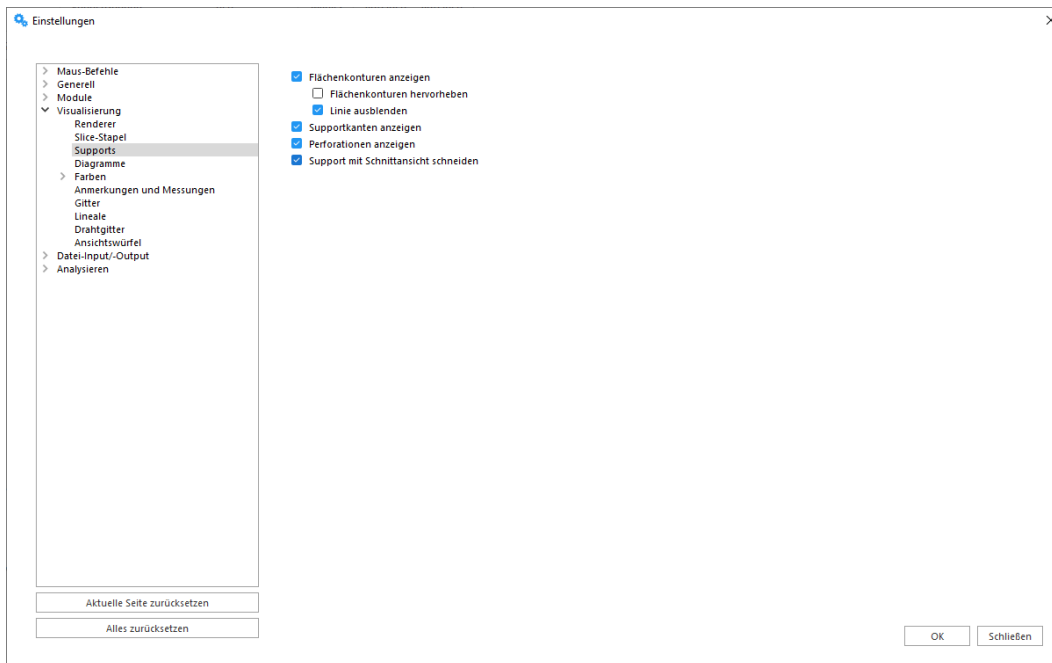 Einstellungen
Maus-Befehle
Generell
Module
Visualisierung
Renderer
Slice-Stapel
Supports
Diagramme
Farben
Anmerkungen und Messungen
Gitter
Lineale
Drahtgitter
Ansichtswürfel
Datei-Input/-Output
Analysieren
Flächenkonturen anzeigen
Flächenkonturen hervorheben
Linie ausblenden
Supportkanten anzeigen
Perforationen anzeigen
Support mit Schnittansicht schneiden
Aktuelle Seite zurücksetzen
Alles zurücksetzen
OK
Schließen